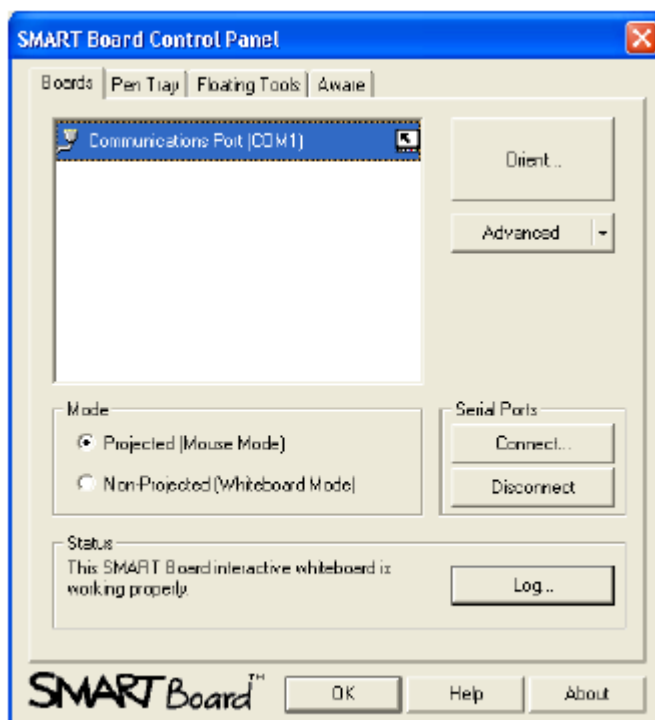 SMART Board Control Panel
Boards Pen Tray Floating Tools Aware
Communications Port (COM1)
Orient...
Advanced
Mode
Projected (Mouse Mode)
Non-Projected (Whiteboard Mode)
Serial Ports
Connect...
Disconnect
Status
This SMART Board interactive whiteboard is
working properly.
Log...
SMART Board™ OK Help About